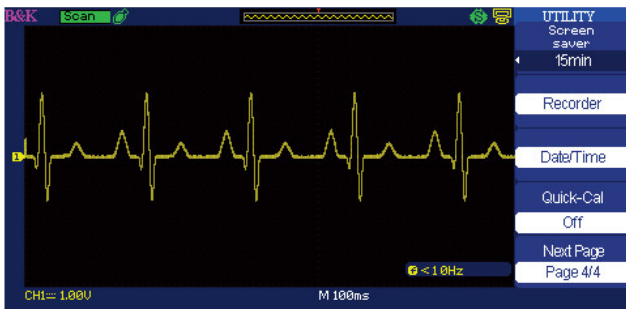 B&K Scan T S UTILITY
Screen
saver
15min
Recorder
Date/Time
Quick-Cal
Off
Next Page
Page 4/4
1
f <10Hz
CH1 1.00V M 100ms